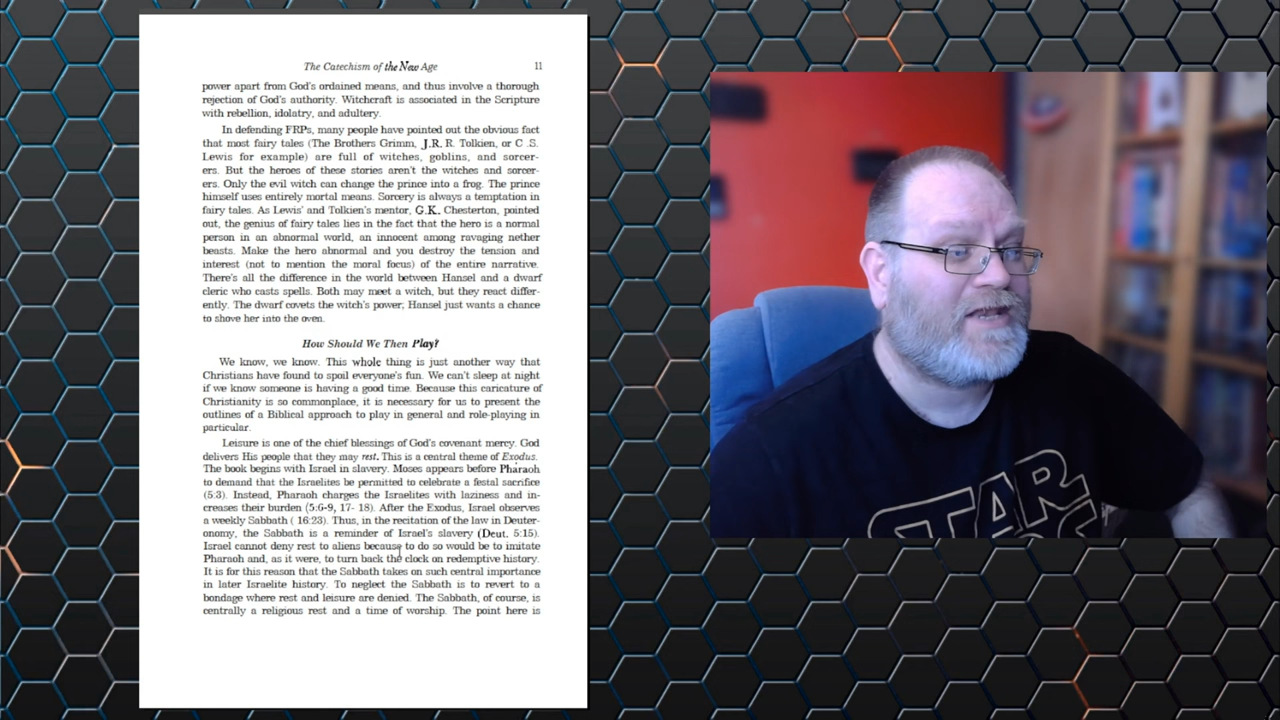 The Catechism of the New Age 11
power apart from God's ordained means, and thus involve a thorough
rejection of God's authority. Witchcraft is associated in the Scripture
with rebellion, idolatry, and adultery.
In defending FRPs, many people have pointed out the obvious fact
that most fairy tales (The Brothers Grimm, J.R. R. Tolkien, or C .S.
Lewis for example) are full of witches, goblins, and sorcer-
ers. But the heroes of these stories aren't the witches and sorcer-
ers. Only the evil witch can change the prince into a frog. The prince
himself uses entirely mortal means. Sorcery is always a temptation in
fairy tales. As Lewis' and Tolkien's mentor, G.K. Chesterton, pointed
out, the genius of fairy tales lies in the fact that the hero is a normal
person in an abnormal world, an innocent among ravaging nether
beasts. Make the hero abnormal and you destroy the tension and
interest (not to mention the moral focus) of the entire narrative.
There's all the difference in the world between Hansel and a dwarf
cleric who casts spells. Both may meet a witch, but they react differ-
ently. The dwarf covets the witch's power; Hansel just wants a chance
to shove her into the oven.
How Should We Then Play?
We know, we know. This whole thing is just another way that
Christians have found to spoil everyone's fun. We can't sleep at night
if we know someone is having a good time. Because this caricature of
Christianity is so commonplace, it is necessary for us to present the
outlines of a Biblical approach to play in general and role-playing in
particular.
Leisure is one of the chief blessings of God's covenant mercy. God
delivers His people that they may rest. This is a central theme of Exodus.
The book begins with Israel in slavery. Moses appears before Pharaoh
to demand that the Israelites be permitted to celebrate a festal sacrifice
(5:3). Instead, Pharaoh charges the Israelites with laziness and in-
creases their burden (5:6-9, 17- 18). After the Exodus, Israel observes
a weekly Sabbath ( 16:23). Thus, in the recitation of the law in Deuter-
onomy, the Sabbath is a reminder of Israel's slavery (Deut. 5:15).
Israel cannot deny rest to aliens because to do so would be to imitate
Pharaoh and, as it were, to turn back the clock on redemptive history.
It is for this reason that the Sabbath takes on such central importance
in later Israelite history. To neglect the Sabbath is to revert to a
bondage where rest and leisure are denied. The Sabbath, of course, is
centrally a religious rest and a time of worship. The point here is
STAR